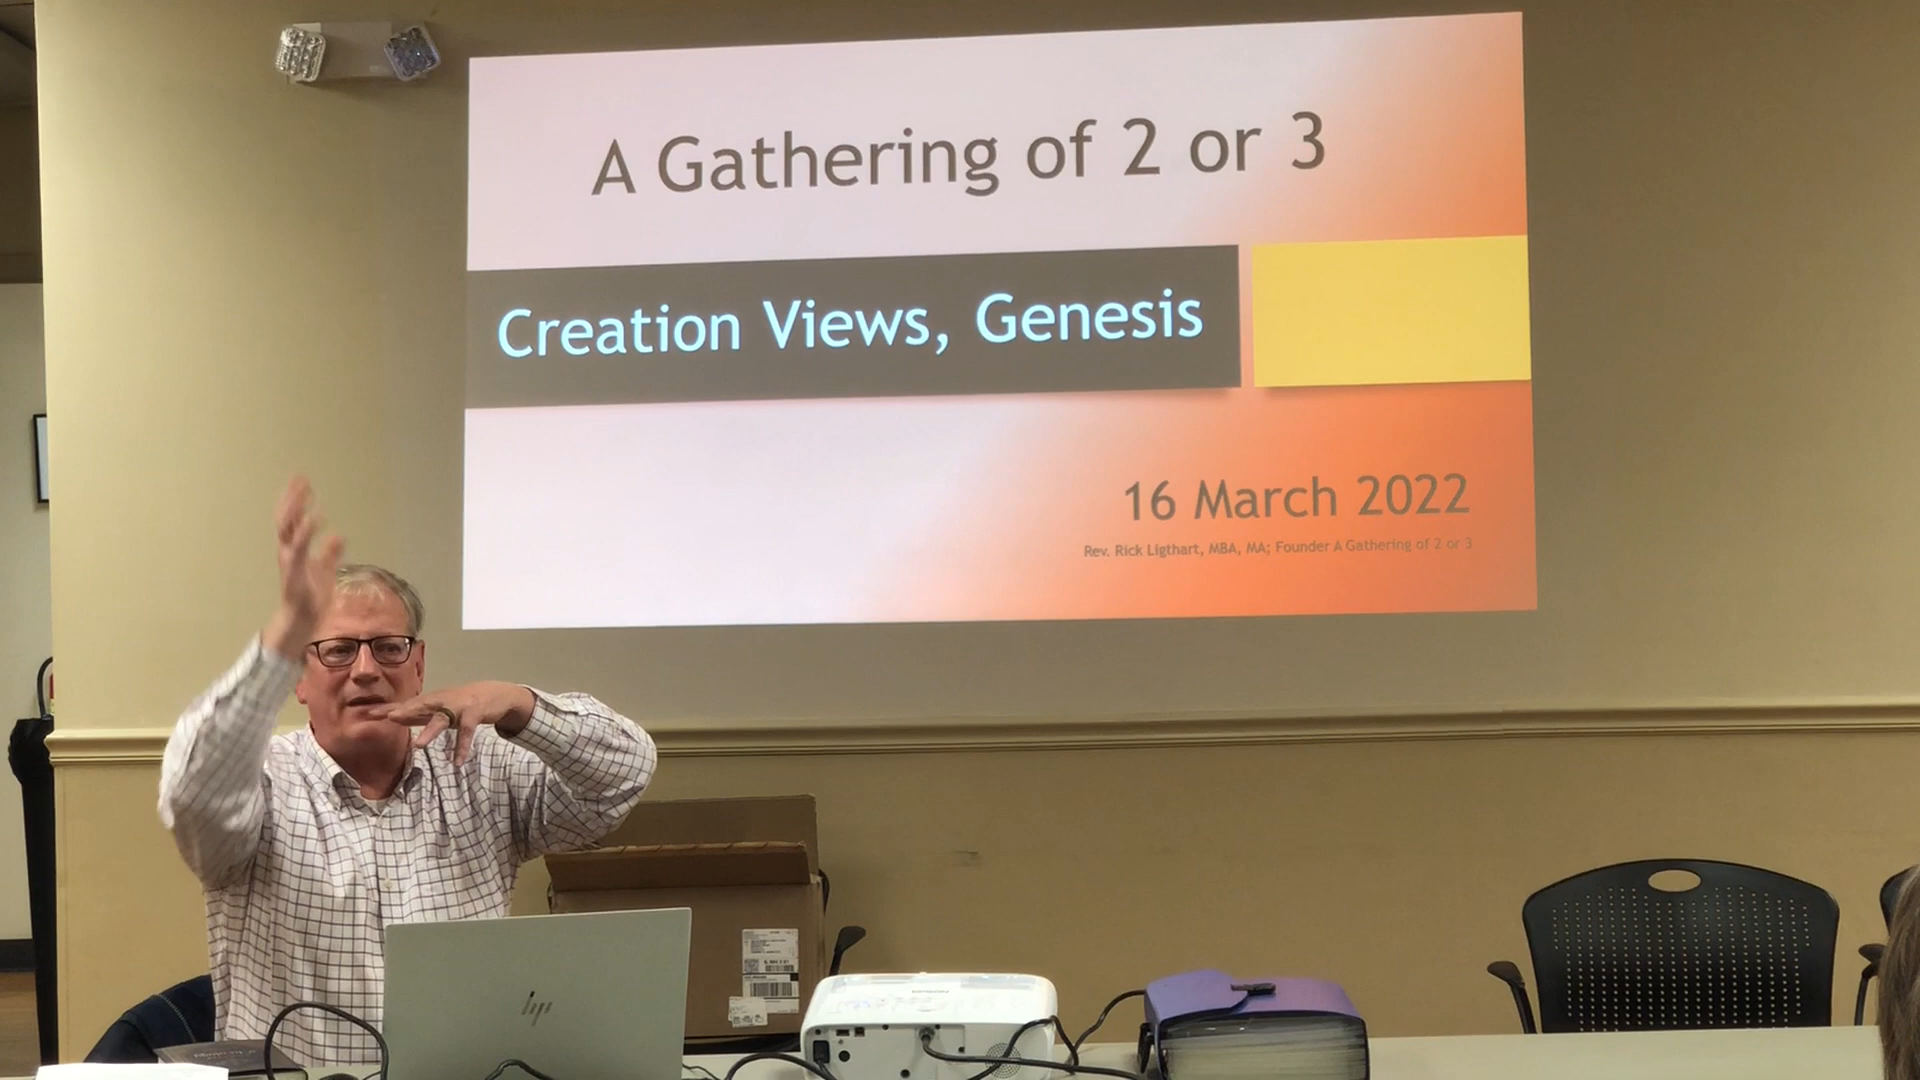 A Gathering of 2 or 3
Creation Views, Genesis
16 March 2022
Rev. Rick Ligthart, MBA, MA; Founder A Gathering of 2 or 3
hp